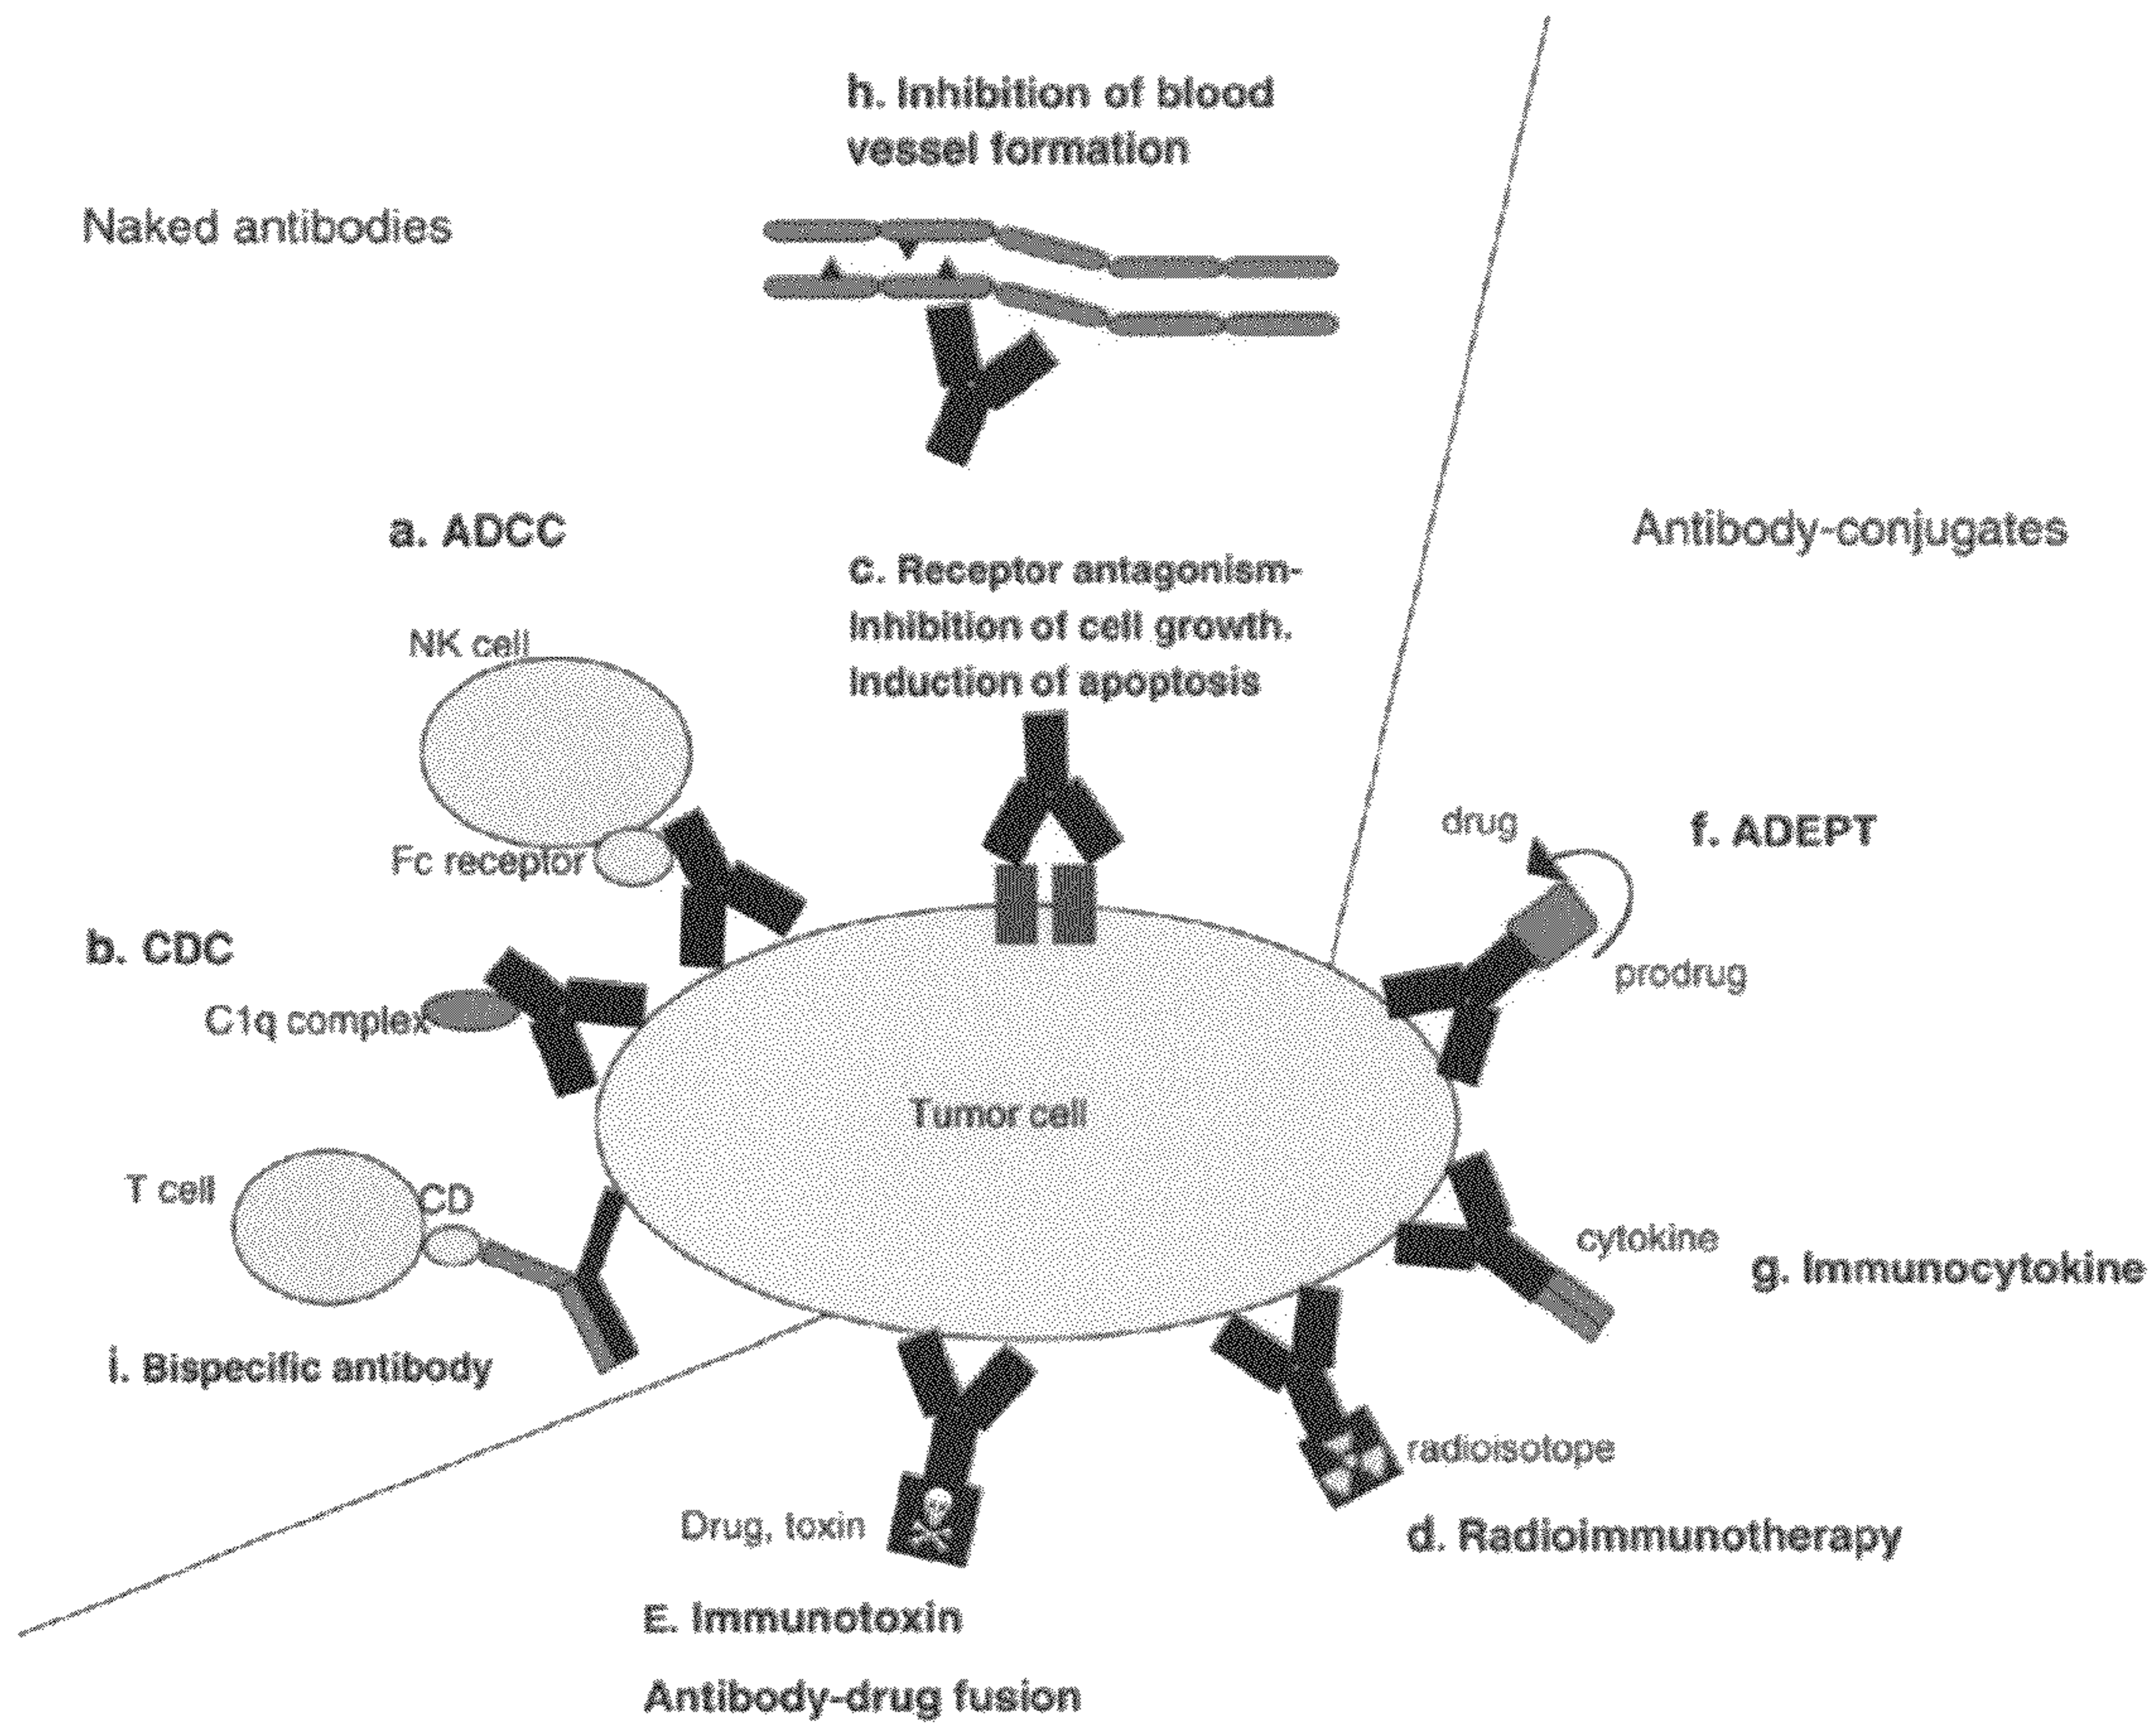 h. Inhibition of blood
vessel formation
Naked antibodies
a. ADCC
Antibody-conjugates
c. Receptor antagonism-
Inhibition of cell growth.
Induction of apoptosis
NK cell
Fc receptor
drug
f. ADEPT
prodrug
b. CDC
C1q complex
Tumor cell
T cell
CD
i. Bispecific antibody
cytokine
g. Immunocytokine
radioisotope
d. Radioimmunotherapy
Drug, toxin
E. Immunotoxin
Antibody-drug fusion